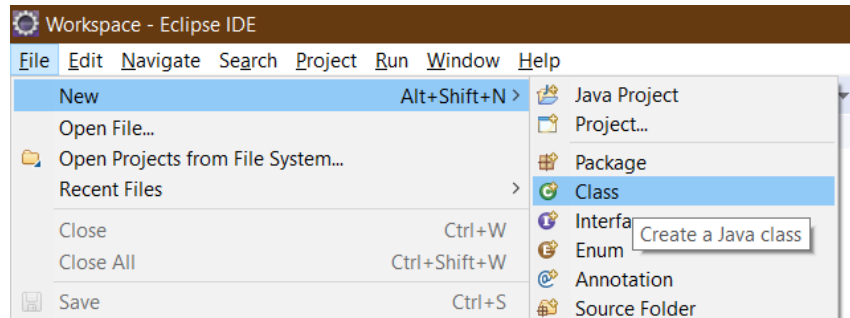 Workspace - Eclipse IDE
File Edit Navigate Search Project Run Window Help
New Alt+Shift+N >
Open File...
Open Projects from File System...
Recent Files >
Close Ctrl+W
Close All Ctrl+Shift+W
Save Ctrl+S
Java Project
Project...
Package
Class
Interfa
Create a Java class
Enum
Annotation
Source Folder